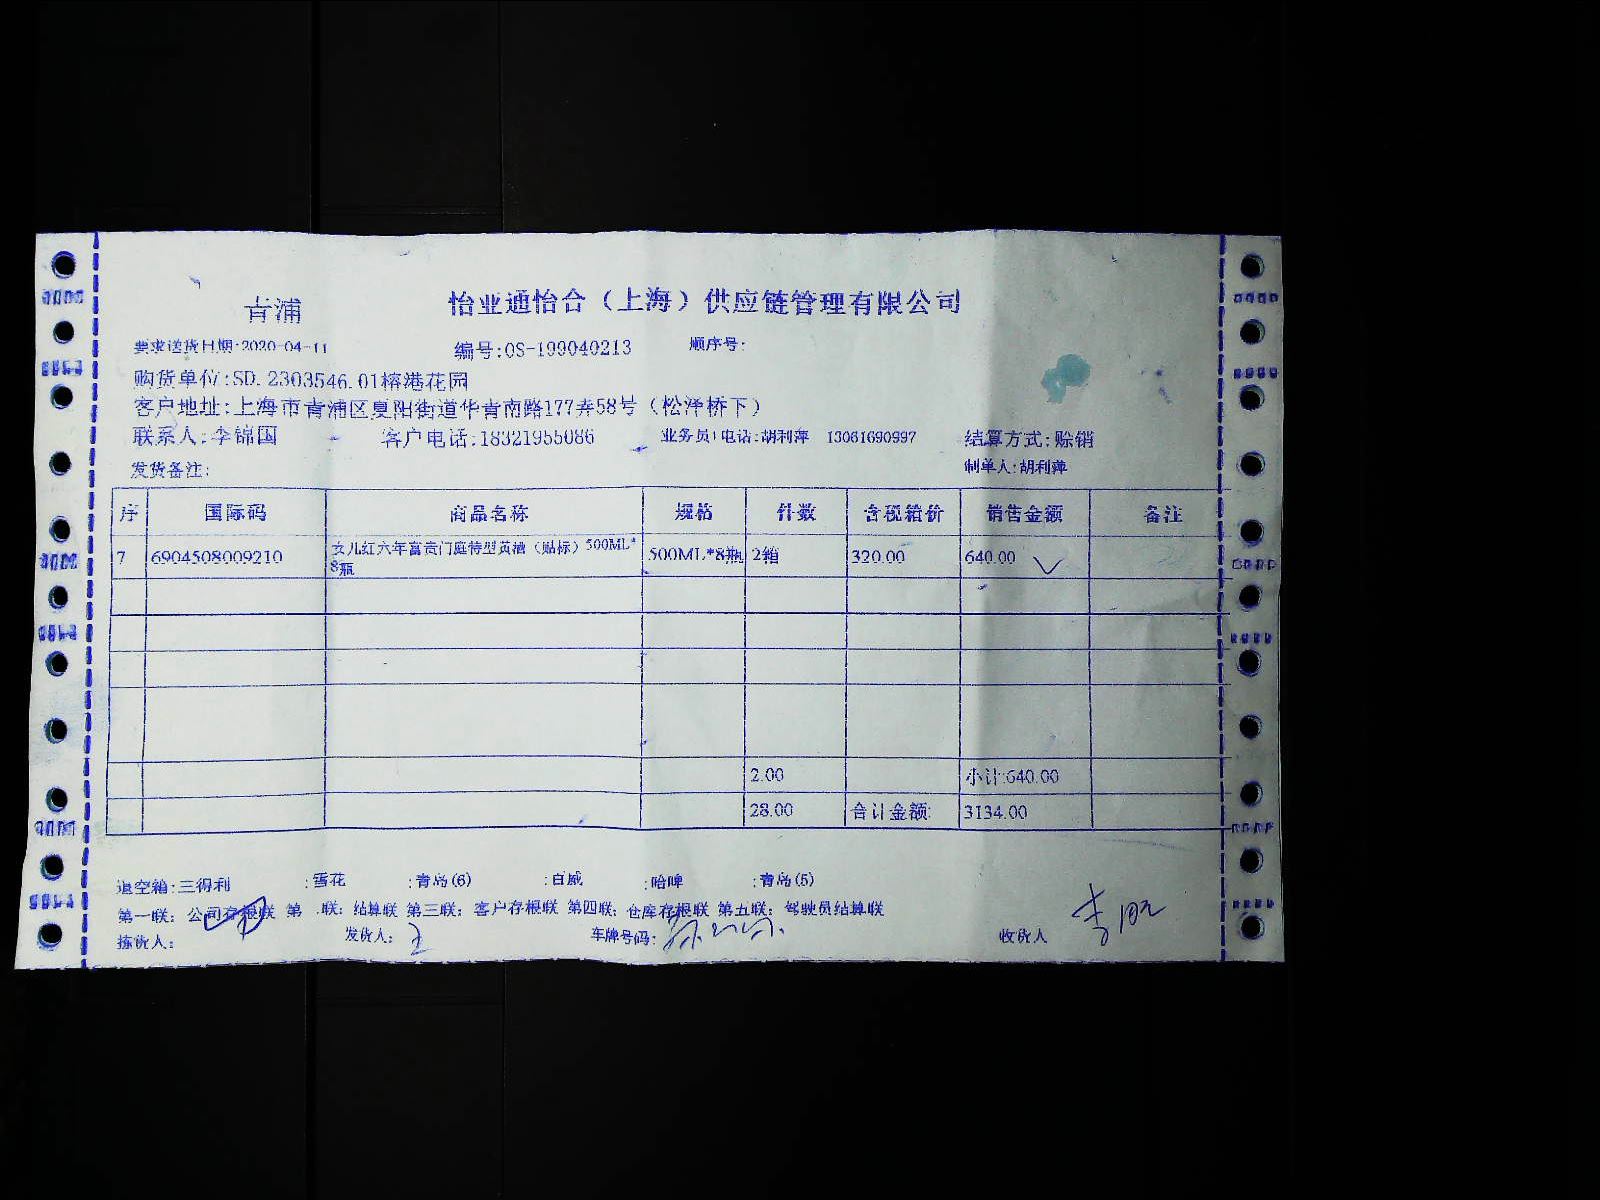 青浦
怡亚通怡合（上海）供应链管理有限公司
要求送货日期:2020-04-11 编号:OS-199040213 顺序号:
购货单位:SD.2303546.01榕港花园
客户地址:上海市青浦区夏阳街道华青南路177弄58号（松泽桥下）
联系人:李锦国 客户电话:18321955086 业务员\电话:胡利萍 13061690997 结算方式:赊销
发货备注: 制单人:胡利萍
序 国际码 商品名称 规格 件数 含税箱价 销售金额 备注
7 6904508009210 女儿红六年富贵门庭特型黄酒（贴标）500ML*8瓶 500ML*8瓶 2箱 320.00 640.00
2.00 小计:640.00
28.00 合计金额: 3134.00
退空箱:三得利 :雪花 :青岛(6) :百威 :哈啤 :青岛(5)
第一联: 公司存根联 第 联: 结算联 第三联: 客户存根联 第四联: 仓库存根联 第五联: 驾驶员结算联
拣货人: 发货人: 车牌号码: 收货人 李